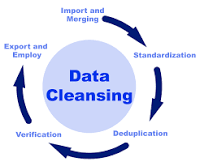 Import and
Merging
Standardization
Deduplication
Verification
Export and
Employ
Data
Cleansing